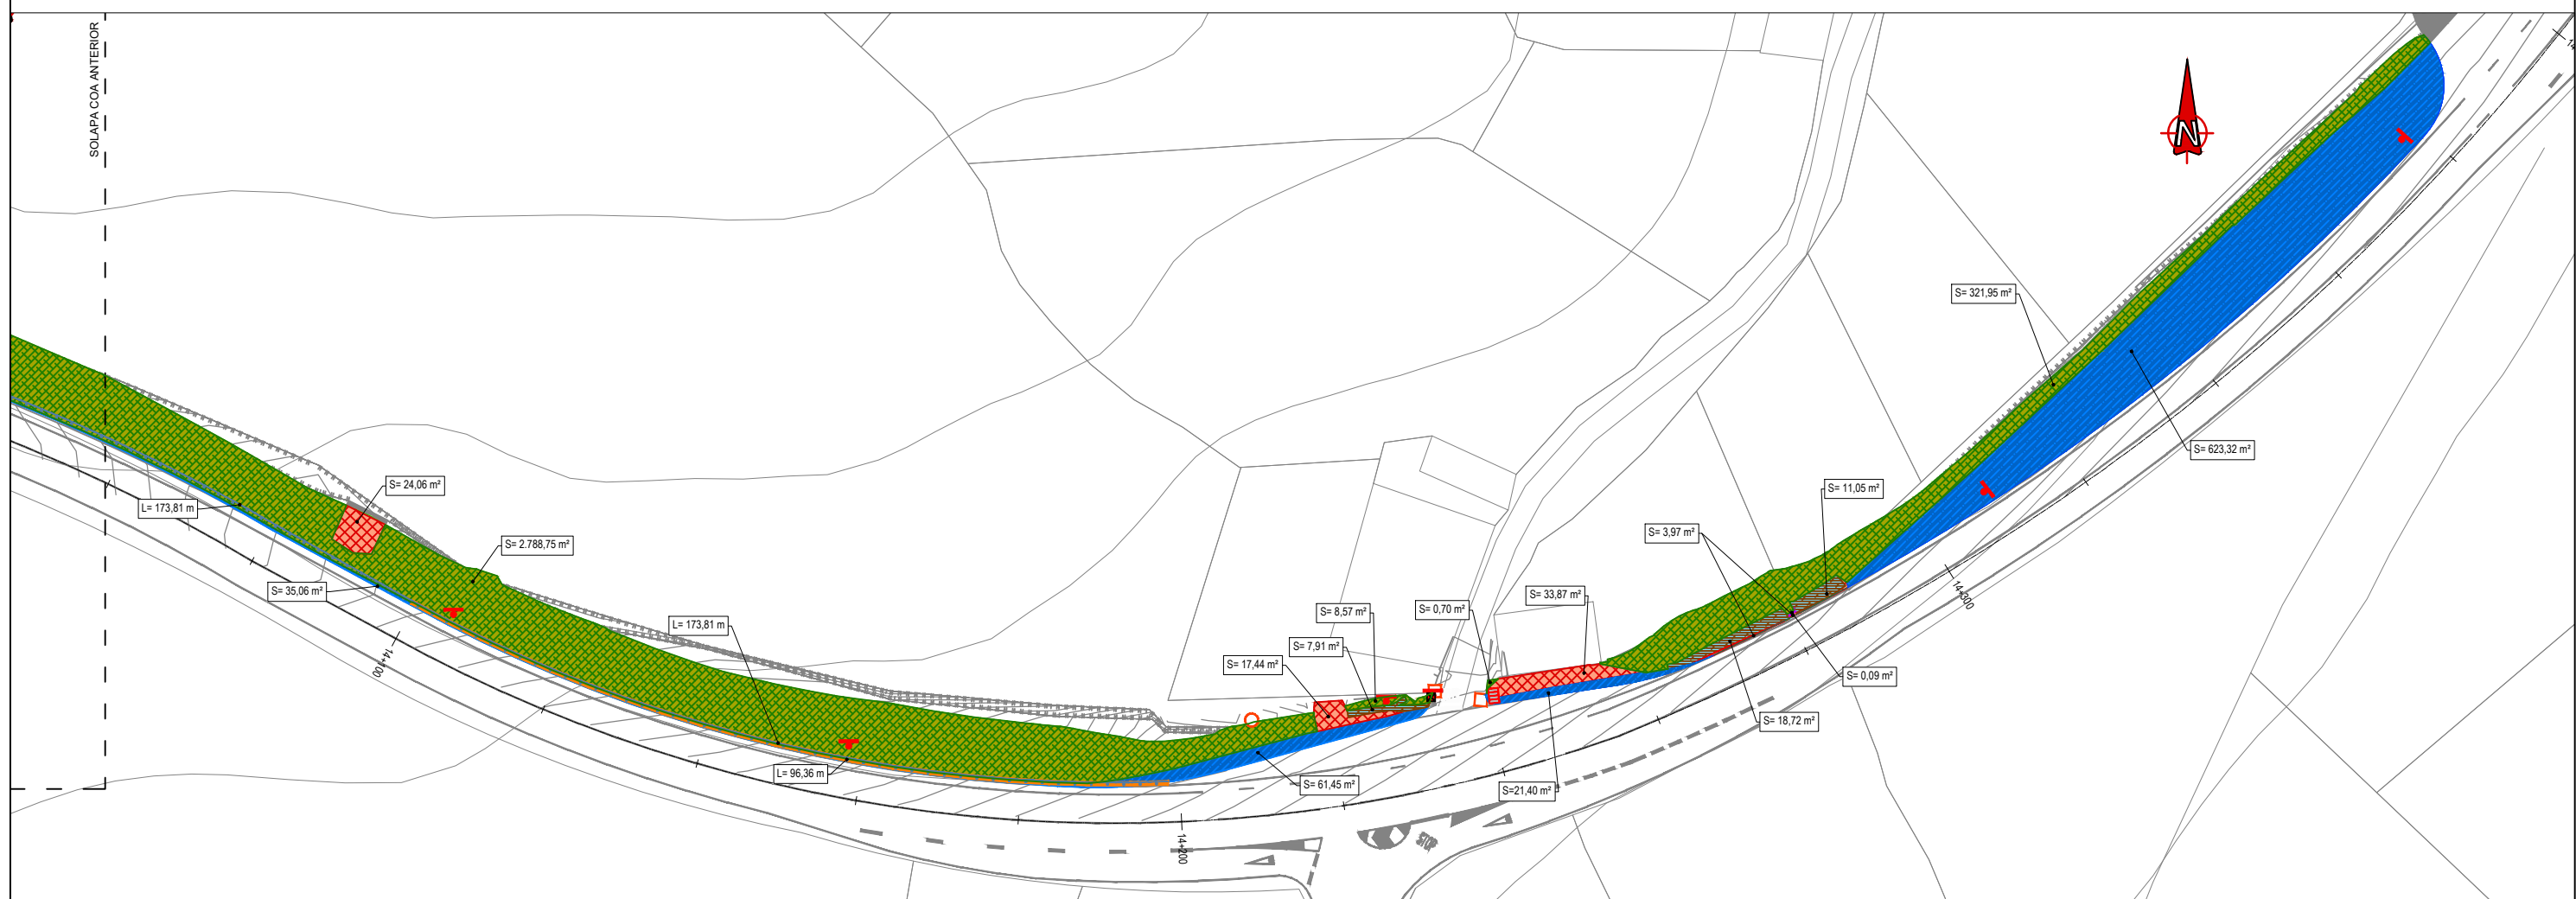 SOLAPA COA ANTERIOR
N
S= 321,95 m²
S= 623,32 m²
S= 24,06 m²
L= 173,81 m
S= 11,05 m²
S= 3,97 m²
S= 2.788,75 m²
S= 35,06 m²
S= 33,87 m²
S= 0,70 m²
S= 8,57 m²
L= 173,81 m
S= 7,91 m²
S= 17,44 m²
S= 0,09 m²
S= 18,72 m²
L= 96,36 m
S= 61,45 m²
S=21,40 m²
14+100
14+200
14+300